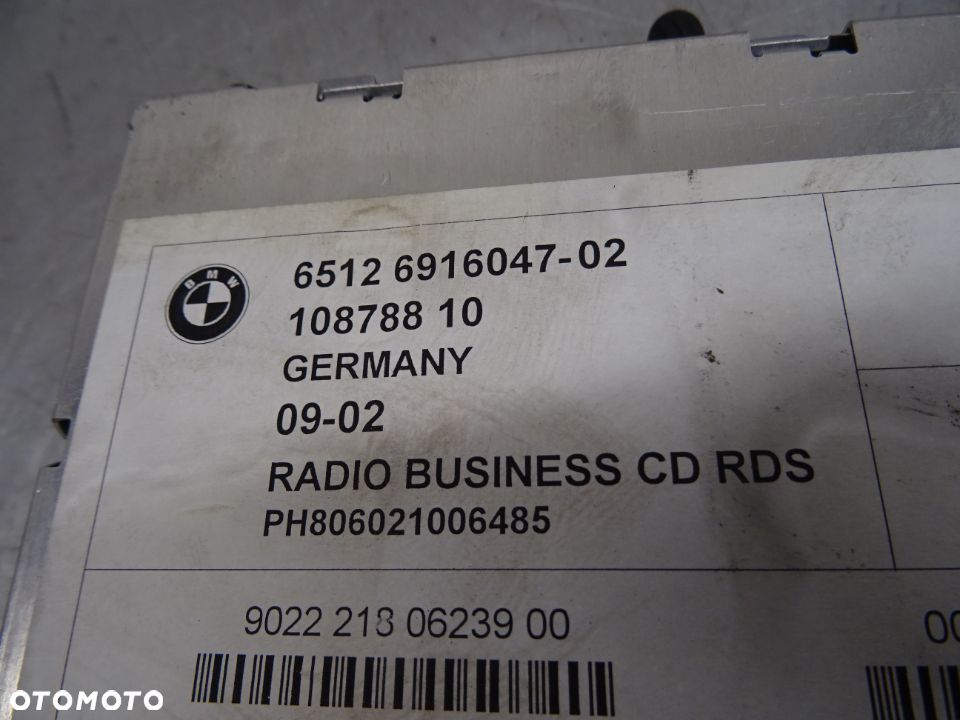 BMW
6512 6916047-02
108788 10
GERMANY
09-02
RADIO BUSINESS CD RDS
PH806021006485
9022 218 06239 00
00
OTOMOTO